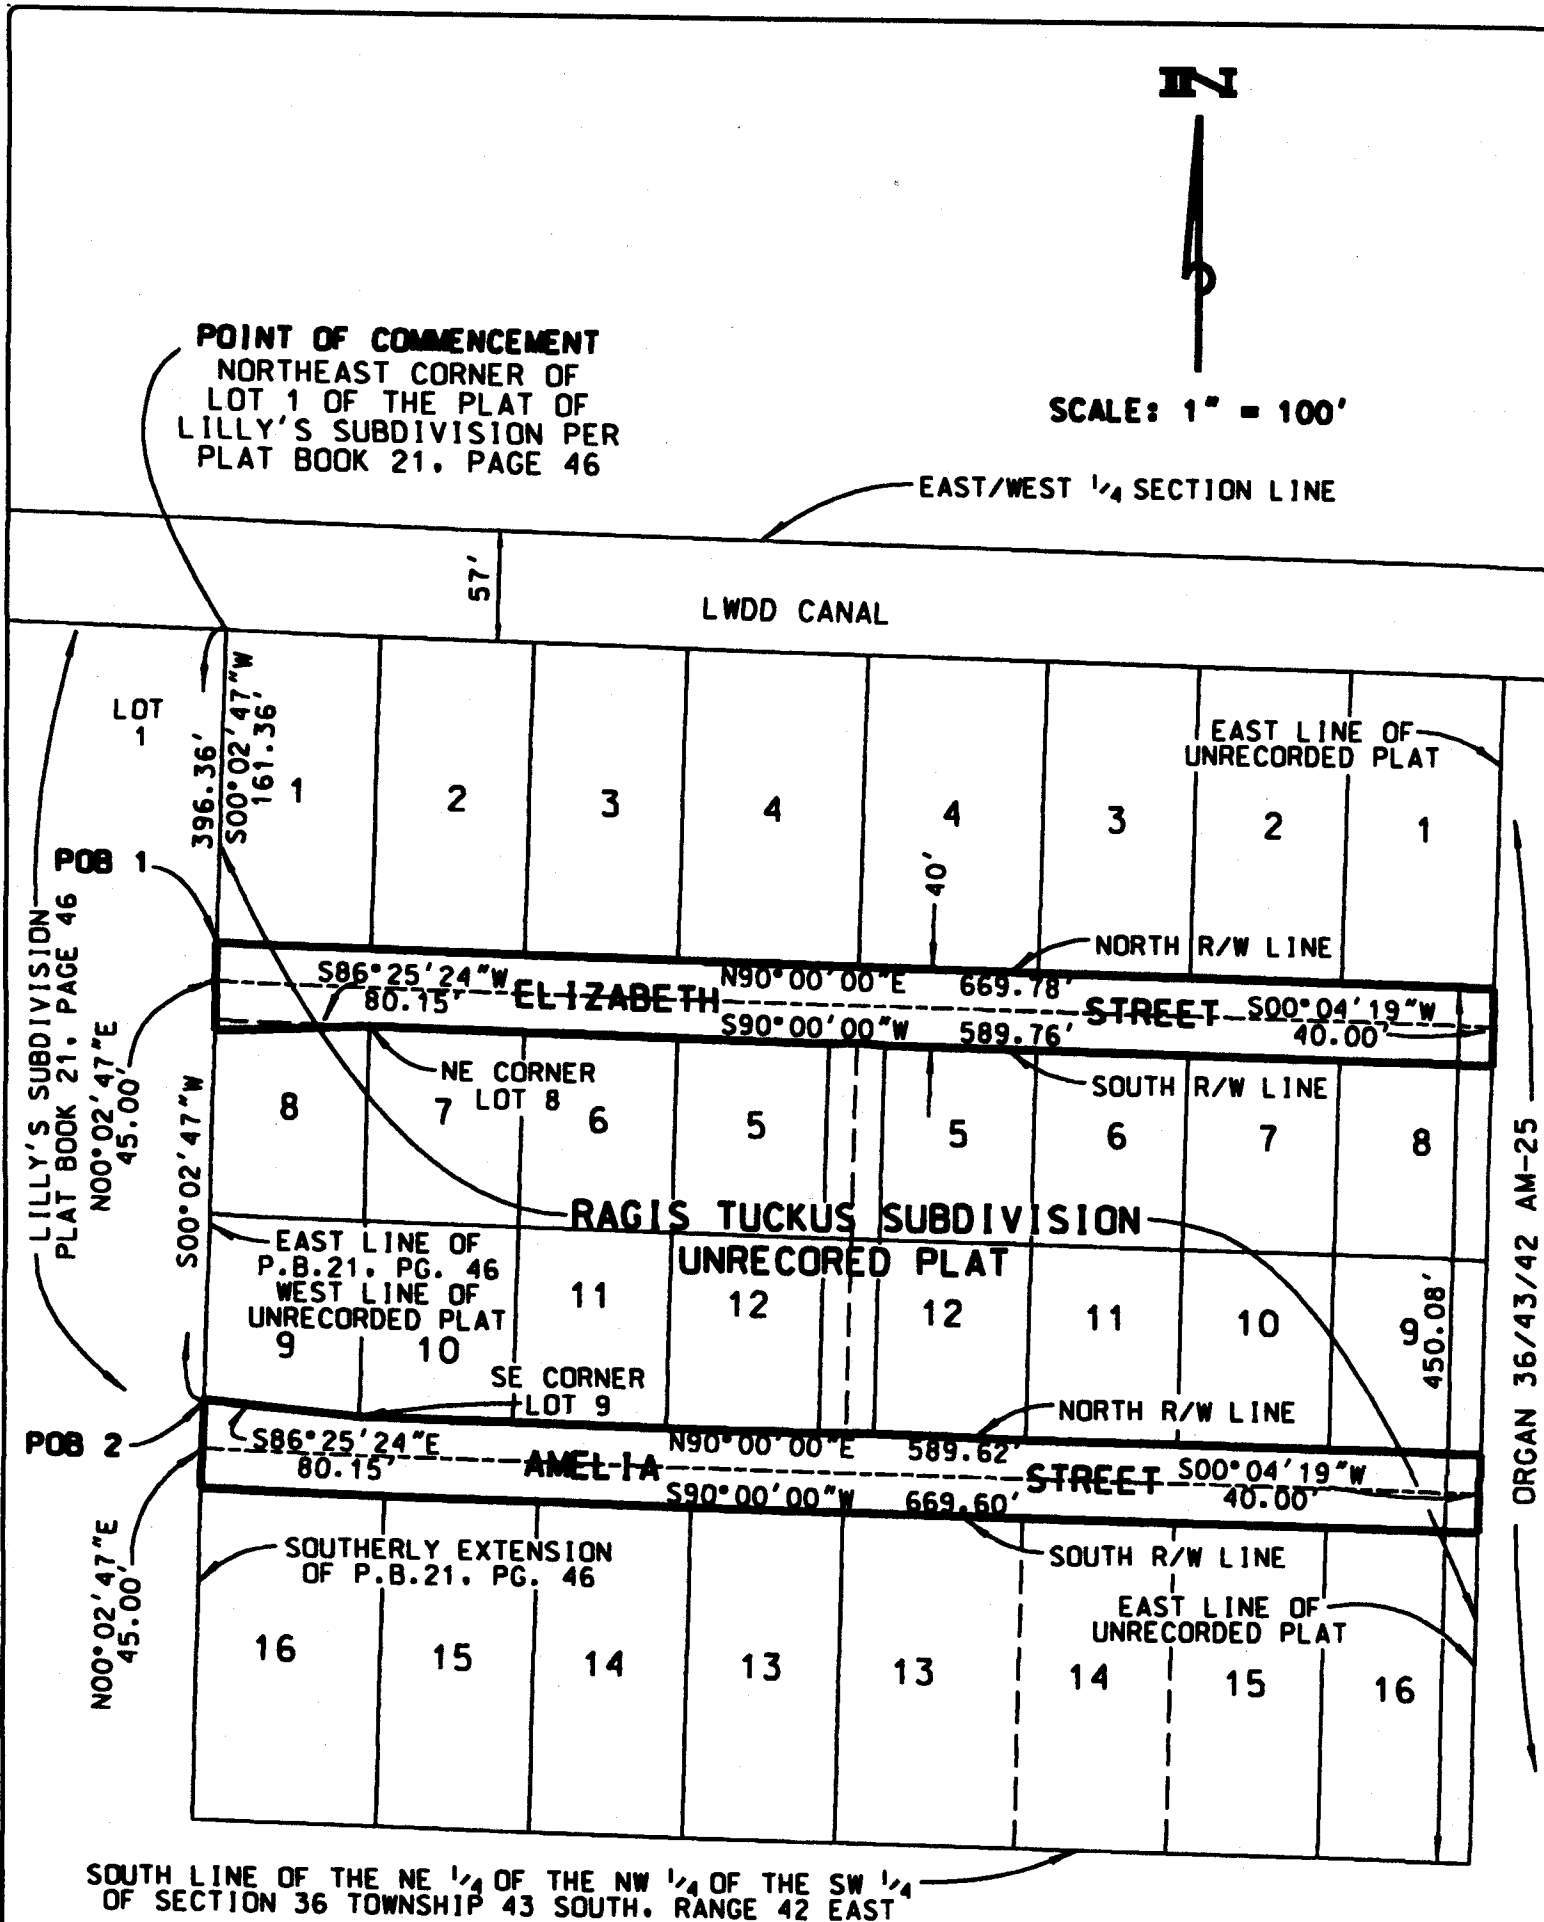 N
POINT OF COMMENCEMENT
NORTHEAST CORNER OF
LOT 1 OF THE PLAT OF
LILLY'S SUBDIVISION PER
PLAT BOOK 21. PAGE 46
SCALE: 1" = 100'
EAST/WEST 1/4 SECTION LINE
57'
LWDD CANAL
LOT
1
396.36'
S00°02'47"W
161.36'
1
2
3
4
4
3
2
1
EAST LINE OF
UNRECORDED PLAT
POB 1
40'
LILLY'S SUBDIVISION
PLAT BOOK 21. PAGE 46
N00°02'47"E
45.00'
NORTH R/W LINE
S86°25'24"W
80.15'
ELIZABETH
N90°00'00"E 669.78'
S90°00'00"W 589.76'
STREET
S00°04'19"W
40.00'
NE CORNER
LOT 8
SOUTH R/W LINE
8
7
6
5
5
6
7
8
S00°02'47"W
RAGIS TUCKUS SUBDIVISION
UNRECORED PLAT
EAST LINE OF
P.B.21. PG. 46
WEST LINE OF
UNRECORDED PLAT
9
10
11
12
12
11
10
9
450.08'
ORGAN 36/43/42 AM-25
SE CORNER
LOT 9
NORTH R/W LINE
POB 2
S86°25'24"E
80.15'
AMELIA
N90°00'00"E 589.62'
S90°00'00"W 669.60'
STREET
S00°04'19"W
40.00'
N00°02'47"E
45.00'
SOUTHERLY EXTENSION
OF P.B.21. PG. 46
SOUTH R/W LINE
EAST LINE OF
UNRECORDED PLAT
16
15
14
13
13
14
15
16
SOUTH LINE OF THE NE 1/4 OF THE NW 1/4 OF THE SW 1/4
OF SECTION 36 TOWNSHIP 43 SOUTH. RANGE 42 EAST